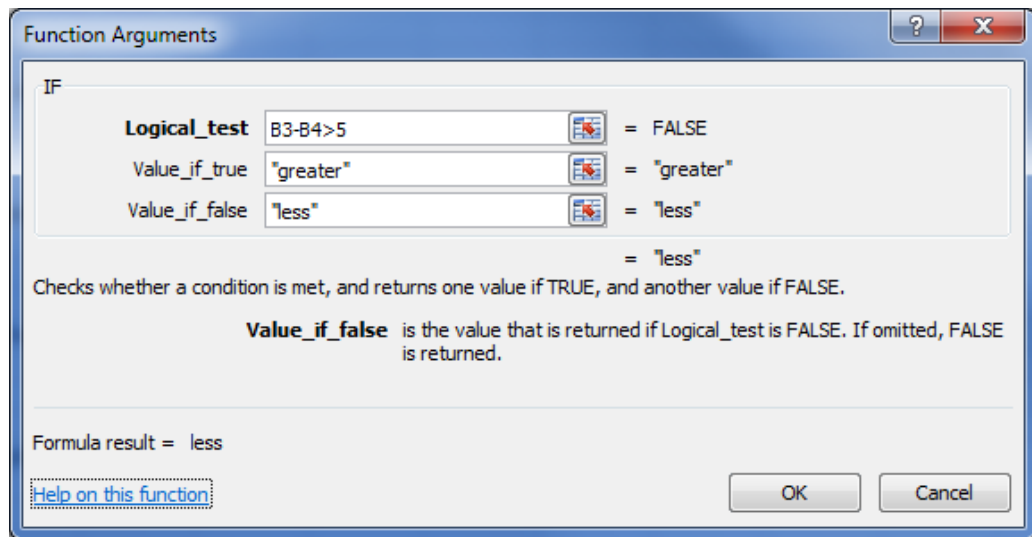 Function Arguments
?
X
IF
Logical_test B3-B4>5 = FALSE
Value_if_true "greater" = "greater"
Value_if_false "less" = "less"
= "less"
Checks whether a condition is met, and returns one value if TRUE, and another value if FALSE.
Value_if_false is the value that is returned if Logical_test is FALSE. If omitted, FALSE
is returned.
Formula result = less
Help on this function
OK
Cancel